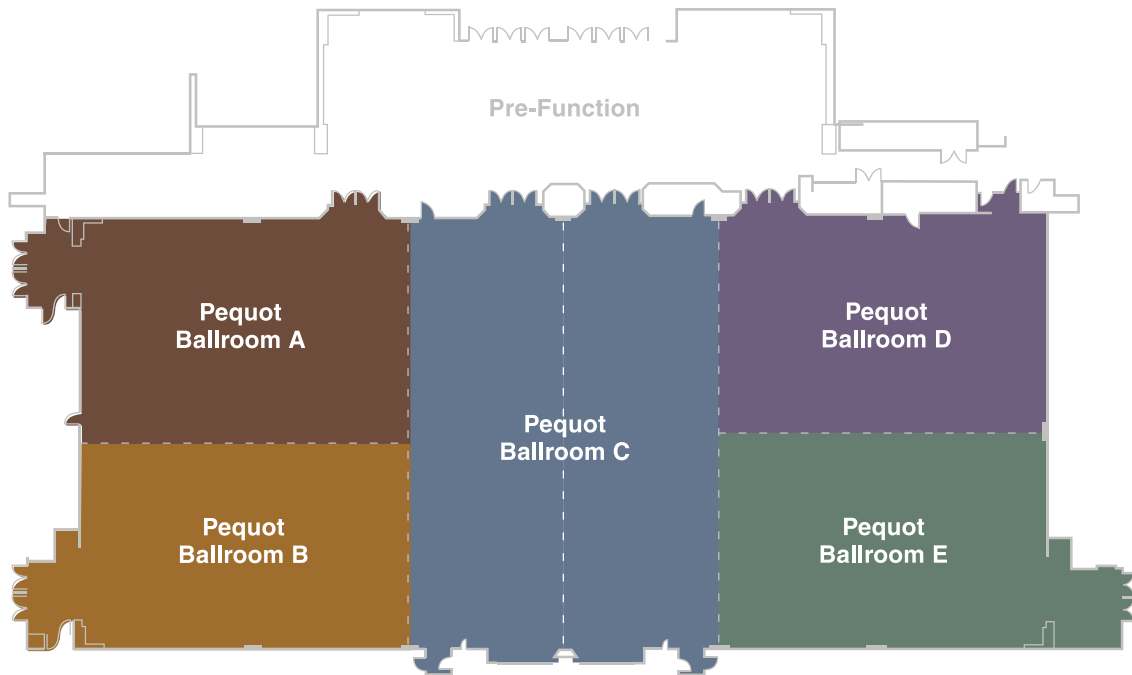 Pre-Function
Pequot
Ballroom A
Pequot
Ballroom D
Pequot
Ballroom C
Pequot
Ballroom B
Pequot
Ballroom E